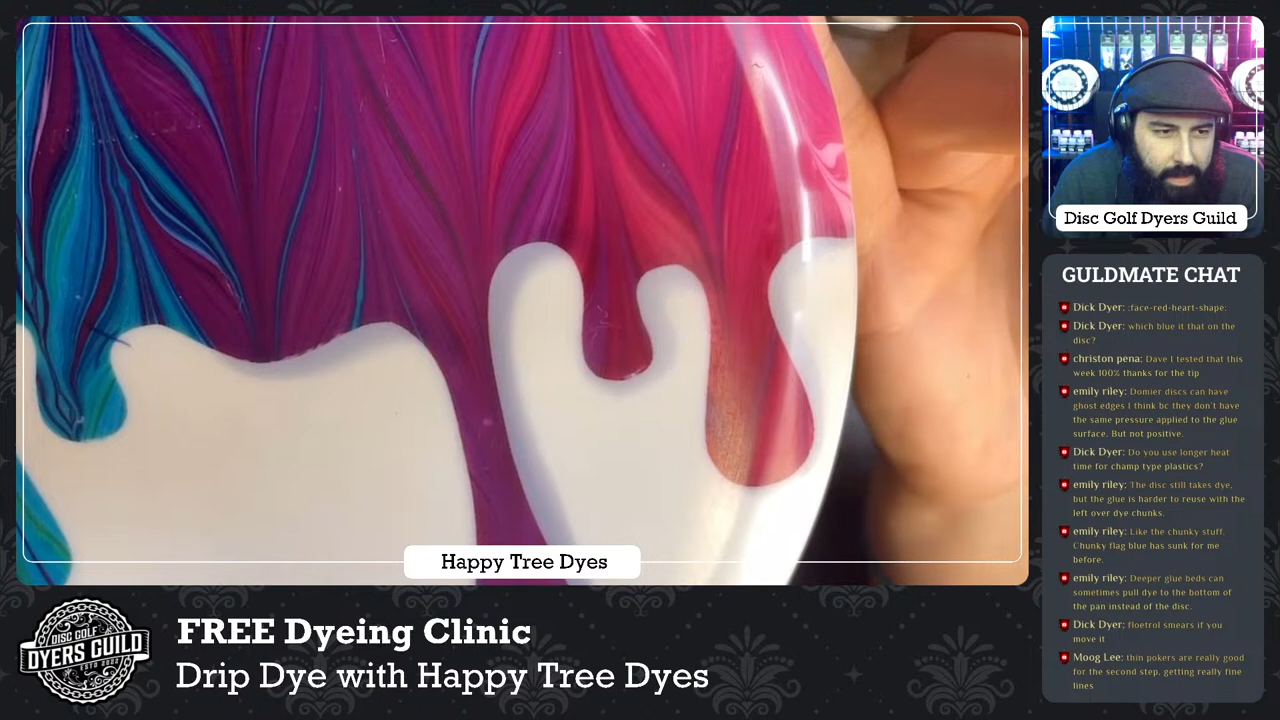 Disc Golf Dyers Guild
GULDMATE CHAT
Dick Dyer: :face-red-heart-shape:
Dick Dyer: which blue it that on the
disc?
christon pena: Dave I tested that this
week 100% thanks for the tip
emily riley: Domier discs can have
ghost edges I think bc they don't have
the same pressure applied to the glue
surface. But not positive.
Dick Dyer: Do you use longer heat
time for champ type plastics?
emily riley: The disc still takes dye,
but the glue is harder to reuse with the
left over dye chunks.
emily riley: Like the chunky stuff.
Chunky flag blue has sunk for me
before.
emily riley: Deeper glue beds can
sometimes pull dye to the bottom of
the pan instead of the disc.
Dick Dyer: floetrol smears if you
move it
Moog Lee: thin pokers are really good
for the second step, getting really fine
lines
Happy Tree Dyes
DISC GOLF
DYERS GUILD
FREE Dyeing Clinic
Drip Dye with Happy Tree Dyes